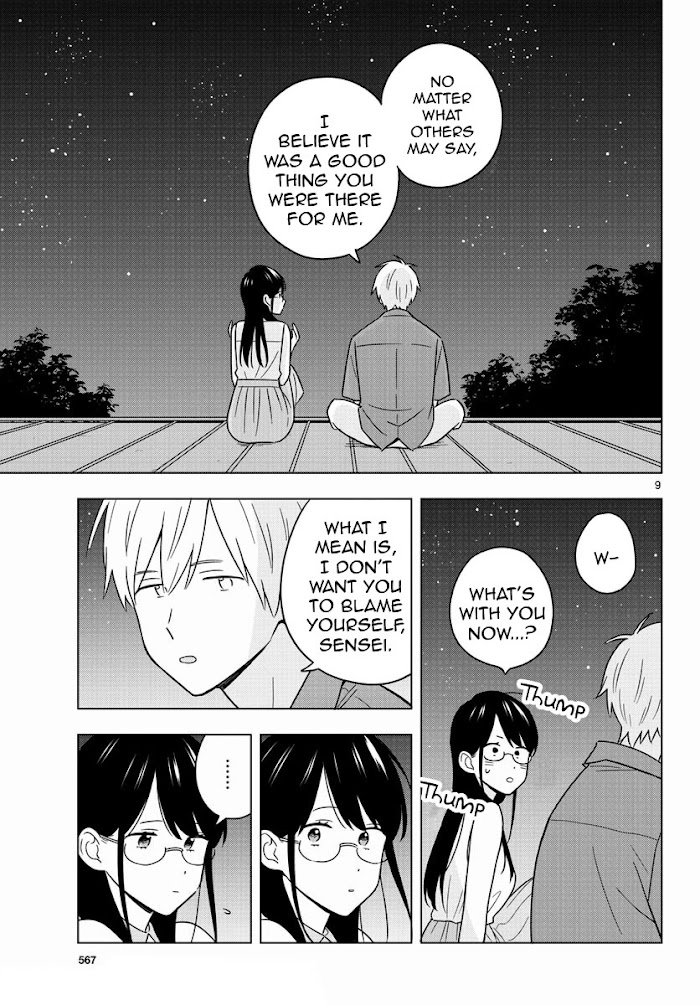 NO
MATTER
WHAT
OTHERS
MAY SAY,
I
BELIEVE IT
WAS A GOOD
THING YOU
WERE THERE
FOR ME.
9
W-
WHAT'S
WITH YOU
NOW...?
THUMP
THUMP
WHAT I
MEAN IS,
I DON'T
WANT YOU
TO BLAME
YOURSELF,
SENSEI.
......
567